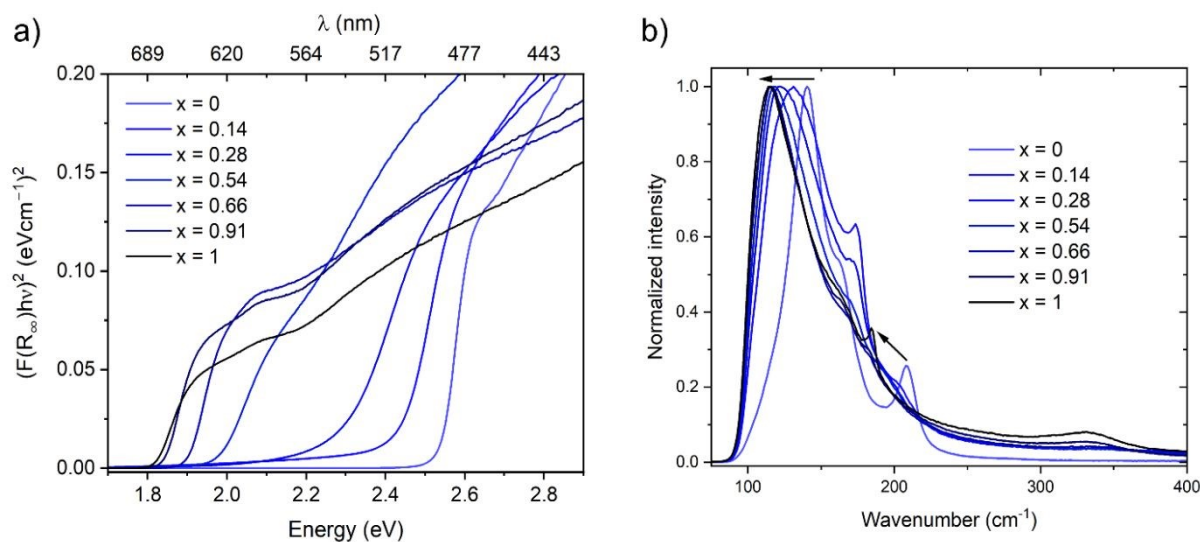 a)
λ (nm)
689 620 564 517 477 443
0.20
0.15
0.10
0.05
0.00
(F(R∞)hν)² (eVcm⁻¹)²
x = 0
x = 0.14
x = 0.28
x = 0.54
x = 0.66
x = 0.91
x = 1
1.8 2.0 2.2 2.4 2.6 2.8
Energy (eV)
b)
1.0
0.8
0.6
0.4
0.2
0.0
Normalized intensity
x = 0
x = 0.14
x = 0.28
x = 0.54
x = 0.66
x = 0.91
x = 1
100 200 300 400
Wavenumber (cm⁻¹)